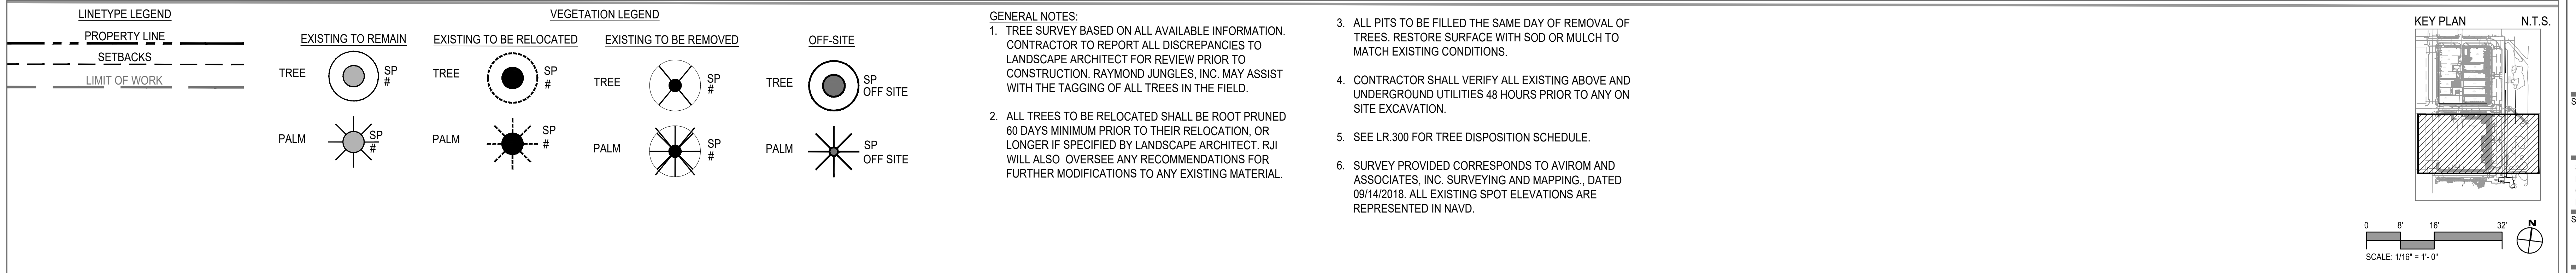 LINETYPE LEGEND
PROPERTY LINE
SETBACKS
LIMIT OF WORK
VEGETATION LEGEND
EXISTING TO REMAIN
TREE
SP
#
PALM
SP
#
EXISTING TO BE RELOCATED
TREE
SP
#
PALM
SP
#
EXISTING TO BE REMOVED
TREE
SP
#
PALM
SP
#
OFF-SITE
TREE
SP
OFF SITE
PALM
SP
OFF SITE
GENERAL NOTES:
1. TREE SURVEY BASED ON ALL AVAILABLE INFORMATION.
CONTRACTOR TO REPORT ALL DISCREPANCIES TO
LANDSCAPE ARCHITECT FOR REVIEW PRIOR TO
CONSTRUCTION. RAYMOND JUNGLES, INC. MAY ASSIST
WITH THE TAGGING OF ALL TREES IN THE FIELD.
2. ALL TREES TO BE RELOCATED SHALL BE ROOT PRUNED
60 DAYS MINIMUM PRIOR TO THEIR RELOCATION, OR
LONGER IF SPECIFIED BY LANDSCAPE ARCHITECT. RJI
WILL ALSO OVERSEE ANY RECOMMENDATIONS FOR
FURTHER MODIFICATIONS TO ANY EXISTING MATERIAL.
3. ALL PITS TO BE FILLED THE SAME DAY OF REMOVAL OF
TREES. RESTORE SURFACE WITH SOD OR MULCH TO
MATCH EXISTING CONDITIONS.
4. CONTRACTOR SHALL VERIFY ALL EXISTING ABOVE AND
UNDERGROUND UTILITIES 48 HOURS PRIOR TO ANY ON
SITE EXCAVATION.
5. SEE LR.300 FOR TREE DISPOSITION SCHEDULE.
6. SURVEY PROVIDED CORRESPONDS TO AVIROM AND
ASSOCIATES, INC. SURVEYING AND MAPPING., DATED
09/14/2018. ALL EXISTING SPOT ELEVATIONS ARE
REPRESENTED IN NAVD.
KEY PLAN N.T.S.
0 8' 16' 32'
N
SCALE: 1/16" = 1'- 0"